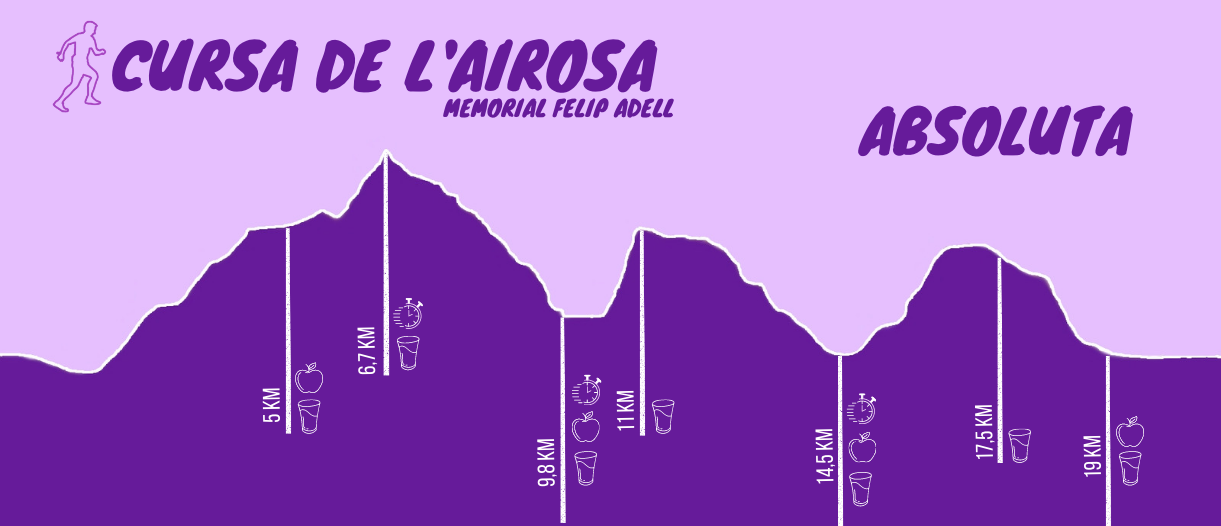 CURSA DE L'AIROSA
MEMORIAL FELIP ADELL
ABSOLUTA
5 KM
6,7 KM
9,8 KM
11 KM
14,5 KM
17,5 KM
19 KM